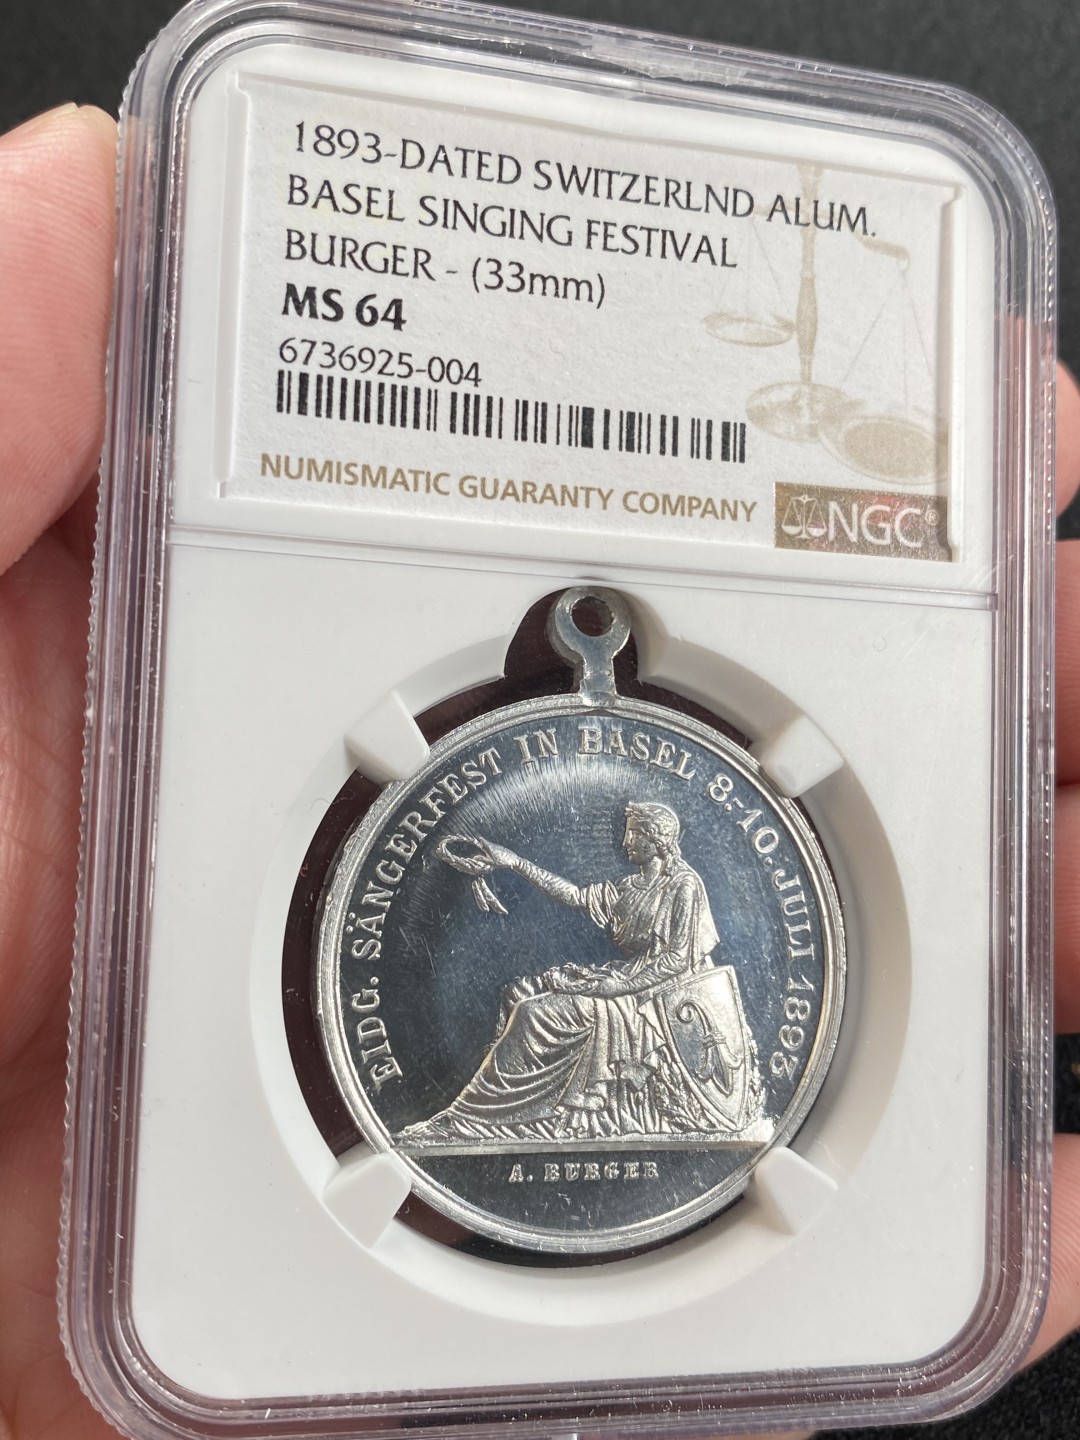 1893-DATED SWITZERLND ALUM.
BASEL SINGING FESTIVAL
BURGER - (33mm)
MS 64
6736925-004
NUMISMATIC GUARANTY COMPANY
NGC®
EIDG. SÄNGERFEST IN BASEL 8.-10. JULI 1893
A. BURGER